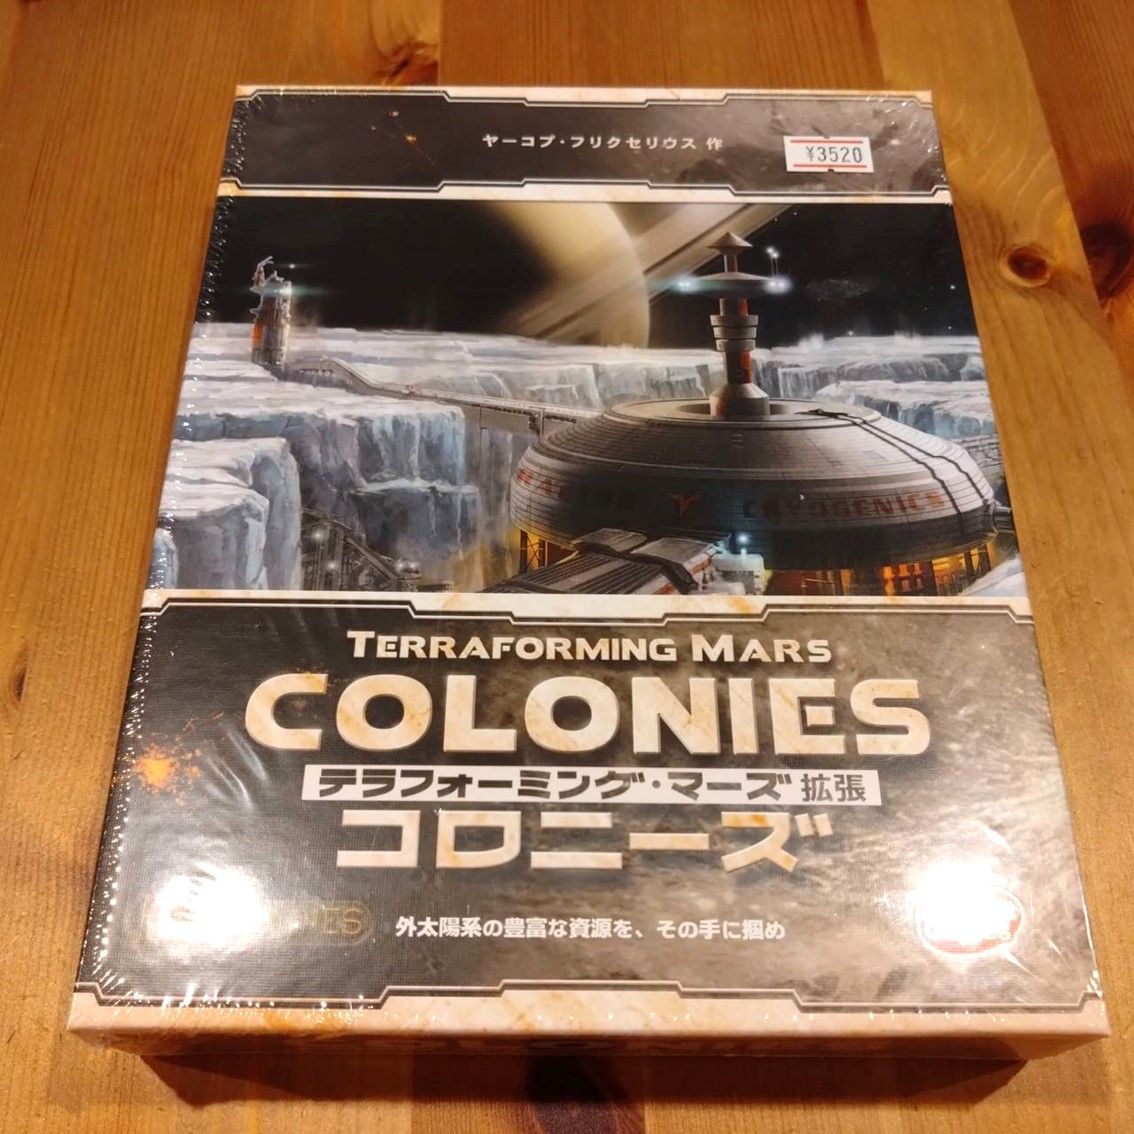 ヤーコブ・フリクセリウス 作
¥3520
CRYOGENICS
TERRAFORMING MARS
COLONIES
テラフォーミング・マーズ 拡張
コロニーズ
外太陽系の豊富な資源を、その手に掴め